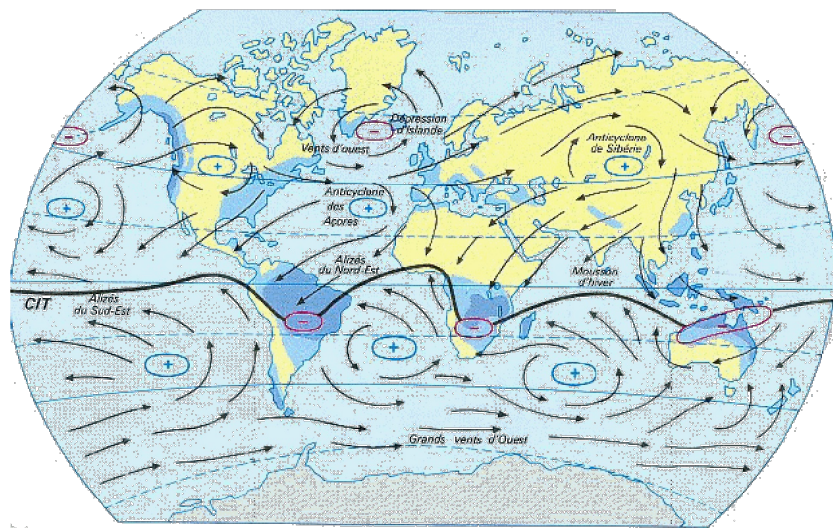 Dépression
d'Islande
Vents d'ouest
Anticyclone
de Sibérie
Anticyclone
des
Açores
Alizés
du Nord-Est
Mousson
d'hiver
CIT
Alizés
du Sud-Est
Grands vents d'Ouest